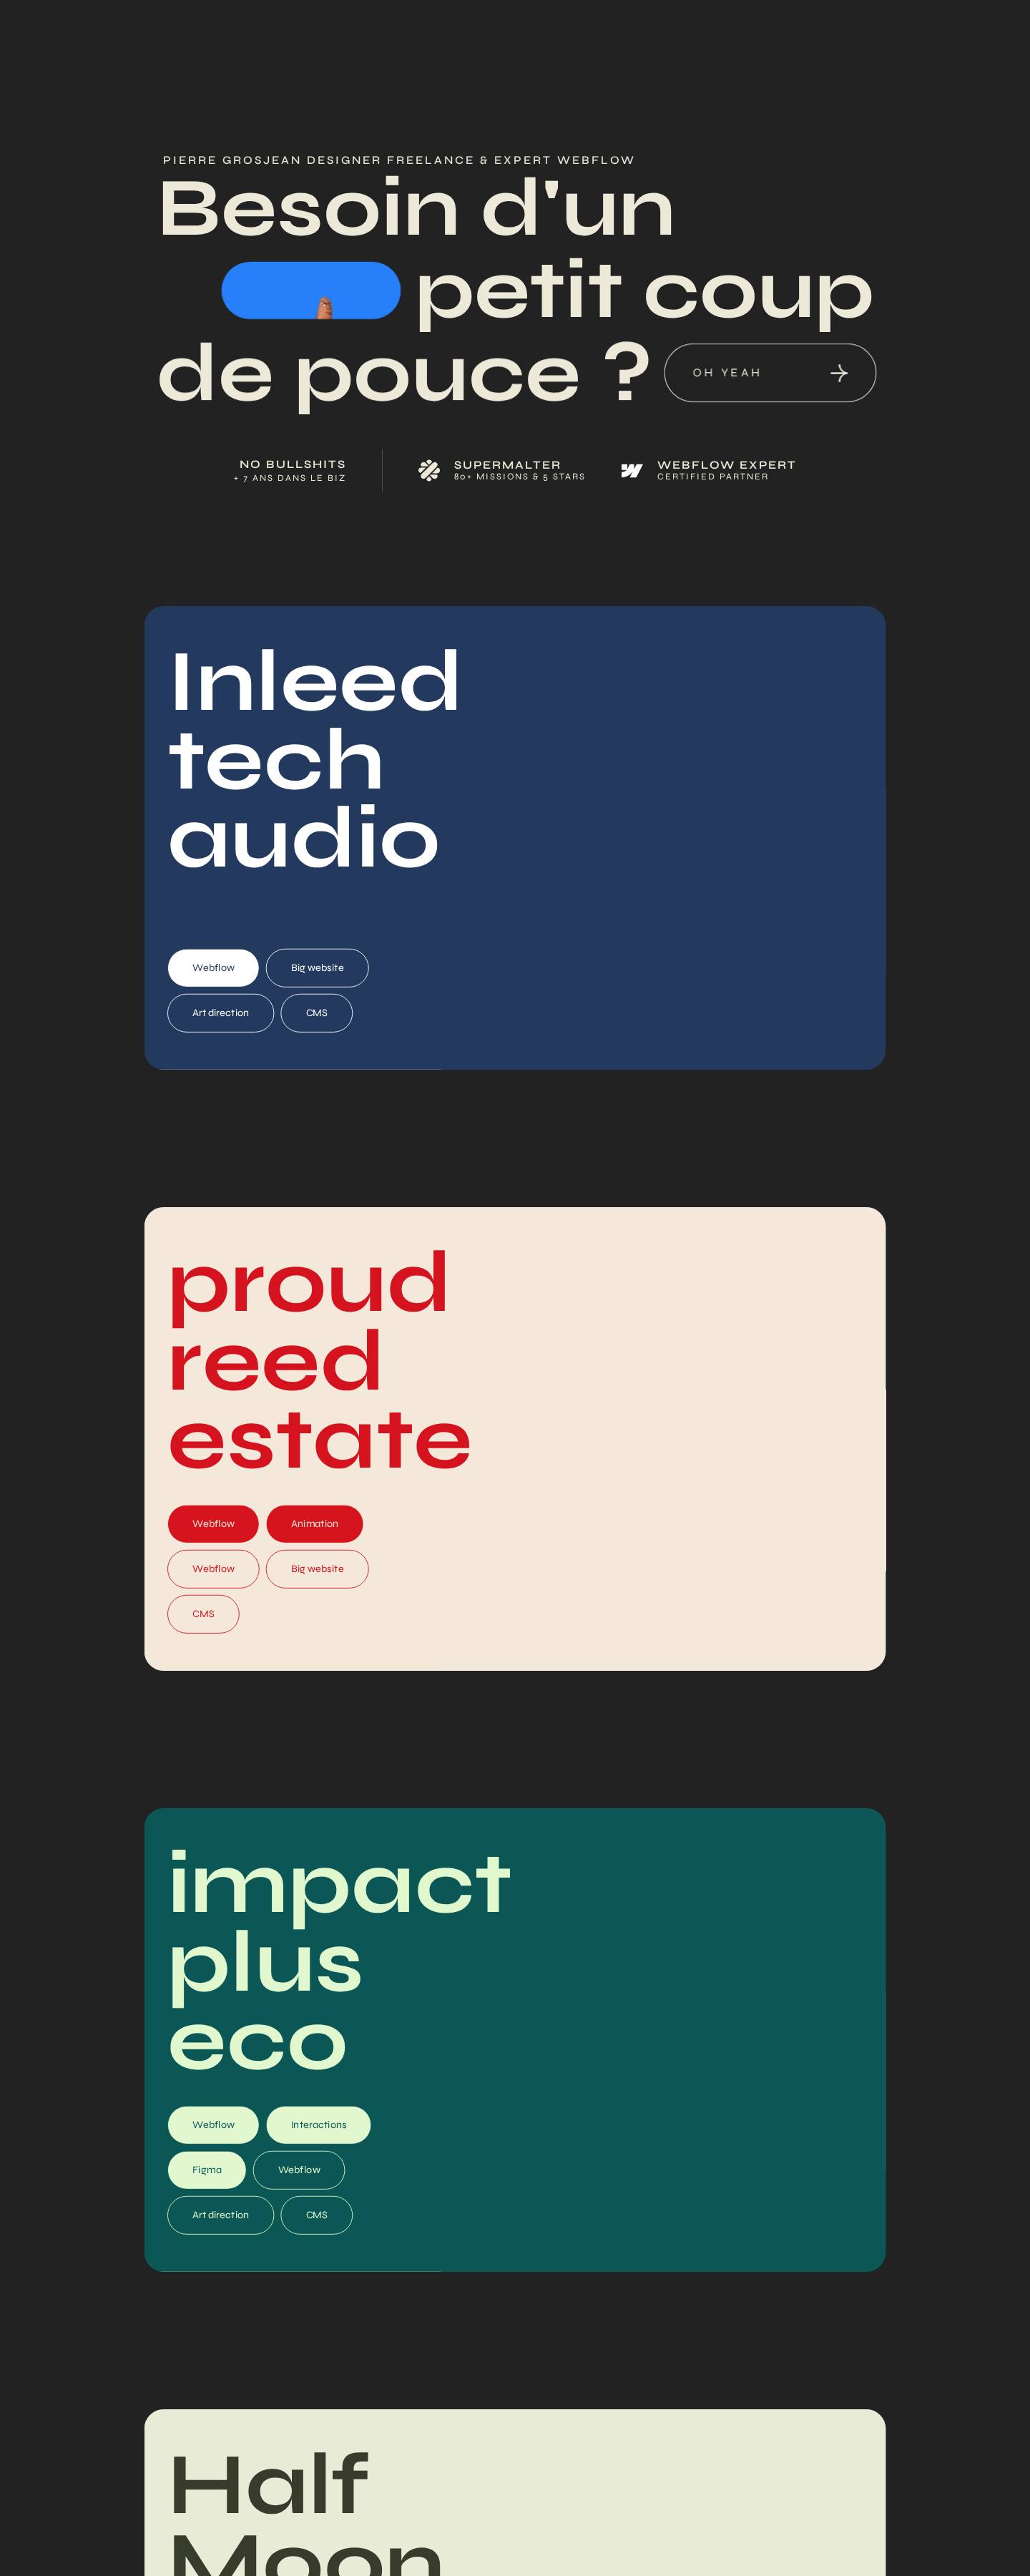 PIERRE GROSJEAN DESIGNER FREELANCE & EXPERT WEBFLOW
Besoin d'un
petit coup
de pouce ?
OH YEAH
NO BULLSHITS
+ 7 ANS DANS LE BIZ
SUPERMALTER
80+ MISSIONS & 5 STARS
WEBFLOW EXPERT
CERTIFIED PARTNER
Inleed
tech
audio
Webflow
Big website
Art direction
CMS
proud
reed
estate
Webflow
Animation
Webflow
Big website
CMS
impact
plus
eco
Webflow
Interactions
Figma
Webflow
Art direction
CMS
Half
Moon